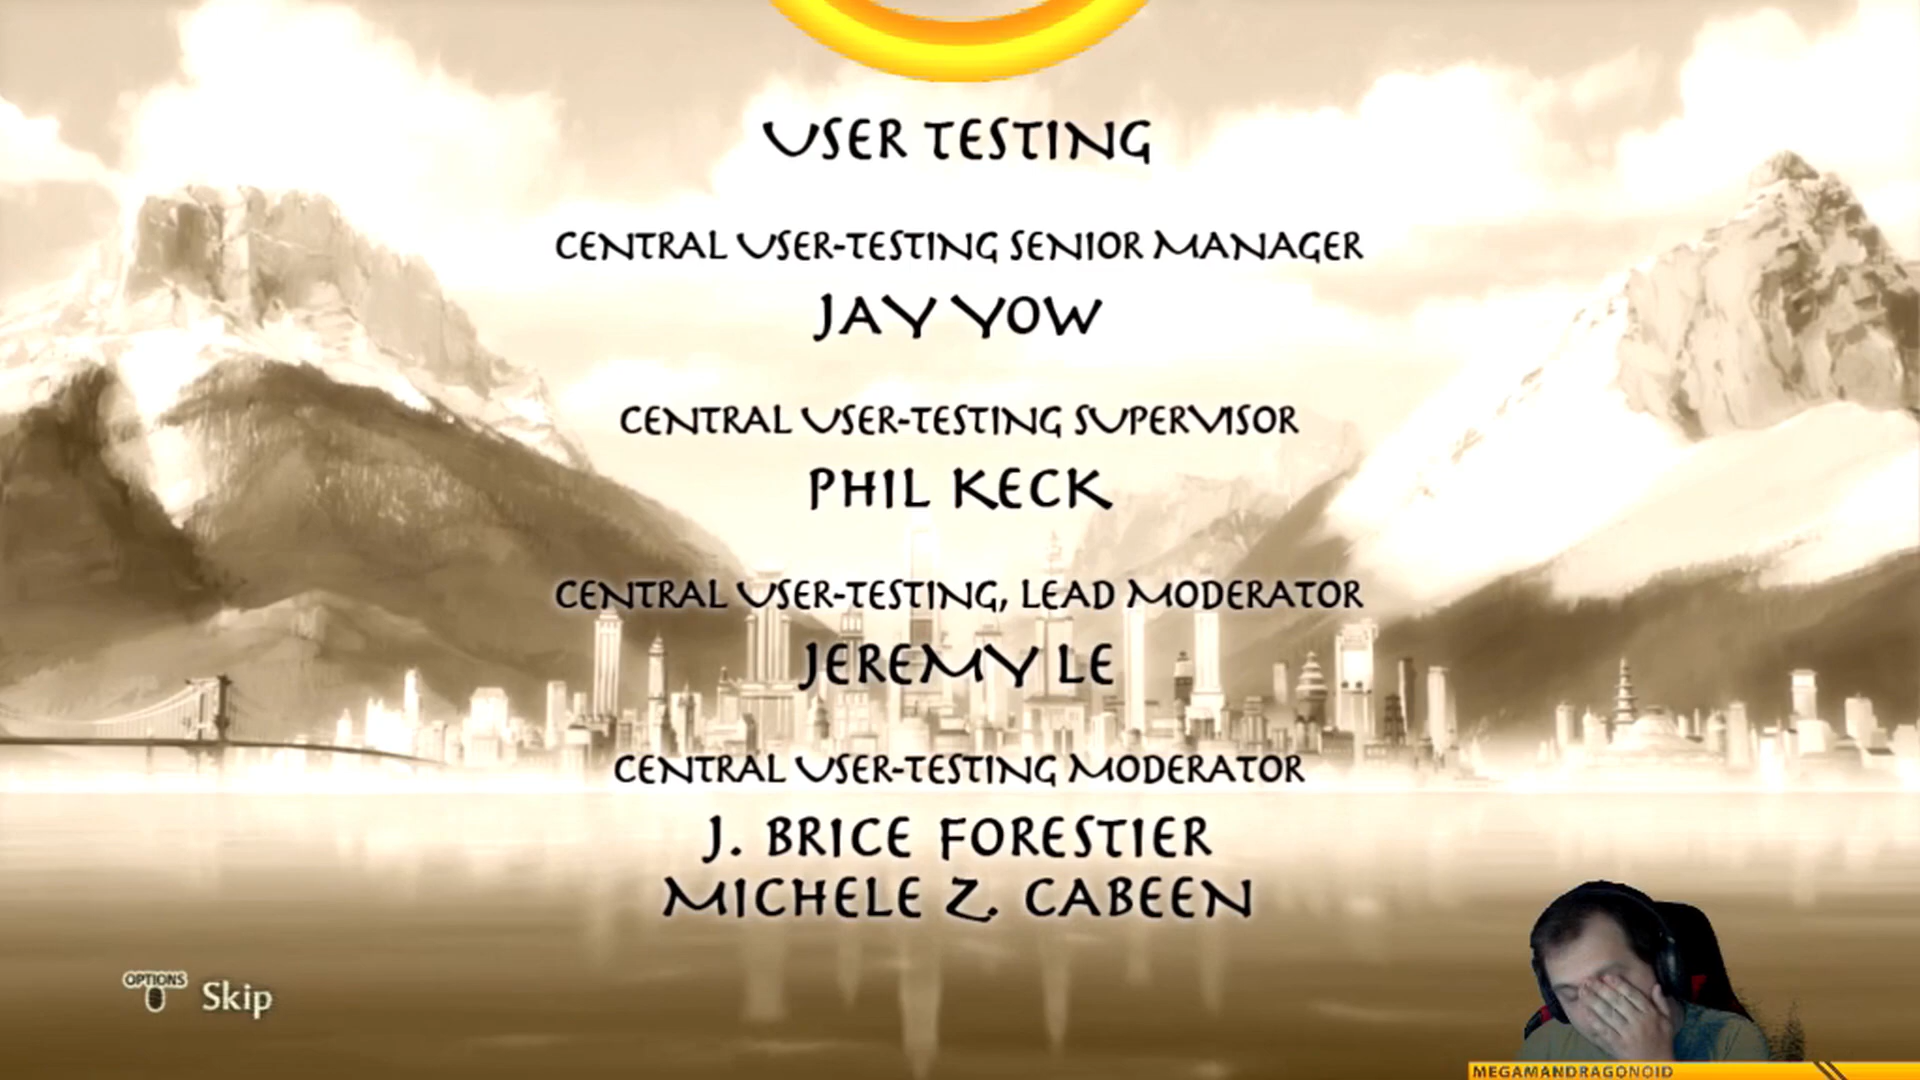 USER TESTING
CENTRAL USER-TESTING SENIOR MANAGER
JAY YOW
CENTRAL USER-TESTING SUPERVISOR
PHIL KECK
CENTRAL USER-TESTING, LEAD MODERATOR
JEREMY LE
CENTRAL USER-TESTING MODERATOR
J. BRICE FORESTIER
MICHELE Z. CABEEN
OPTIONS
Skip
MEGAMANDRAGONOID